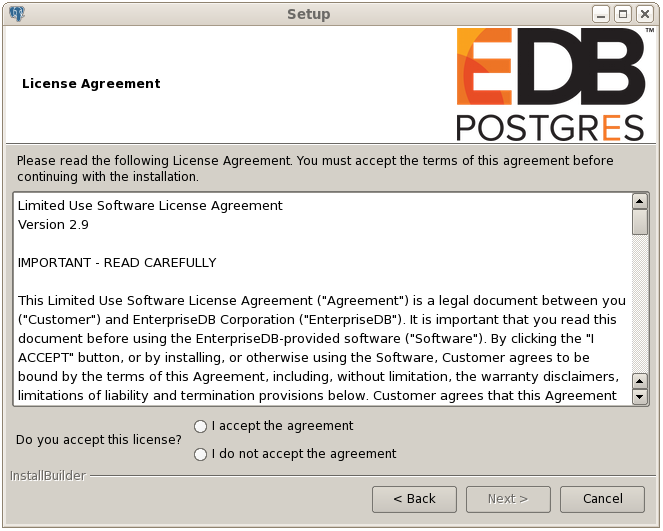 Setup
License Agreement
EDB™
POSTGRES
Please read the following License Agreement. You must accept the terms of this agreement before
continuing with the installation.
Limited Use Software License Agreement
Version 2.9
IMPORTANT - READ CAREFULLY
This Limited Use Software License Agreement ("Agreement") is a legal document between you
("Customer") and EnterpriseDB Corporation ("EnterpriseDB"). It is important that you read this
document before using the EnterpriseDB-provided software ("Software"). By clicking the "I
ACCEPT" button, or by installing, or otherwise using the Software, Customer agrees to be
bound by the terms of this Agreement, including, without limitation, the warranty disclaimers,
limitations of liability and termination provisions below. Customer agrees that this Agreement
Do you accept this license?
I accept the agreement
I do not accept the agreement
InstallBuilder
< Back
Next >
Cancel